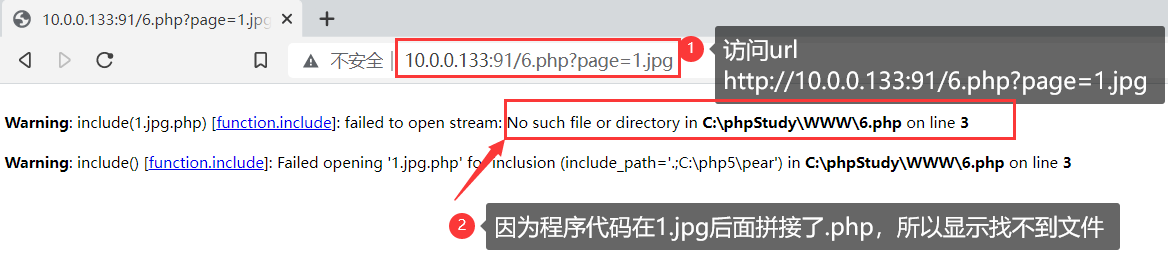 10.0.0.133:91/6.php?page=1.jpg
不安全 | 10.0.0.133:91/6.php?page=1.jpg
1
访问url
http://10.0.0.133:91/6.php?page=1.jpg
Warning: include(1.jpg.php) [function.include]: failed to open stream: No such file or directory in C:\phpStudy\WWW\6.php on line 3
Warning: include() [function.include]: Failed opening '1.jpg.php' for inclusion (include_path='.;C:\php5\pear') in C:\phpStudy\WWW\6.php on line 3
2
因为程序代码在1.jpg后面拼接了.php，所以显示找不到文件